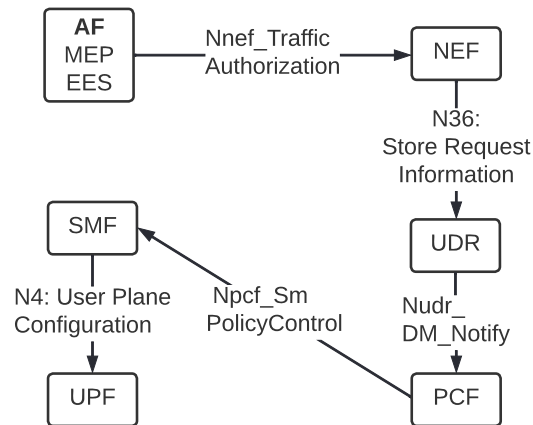 AF
MEP
EES
Nnef_Traffic
Authorization
NEF
N36:
Store Request
Information
UDR
Nudr_
DM_Notify
PCF
Npcf_Sm
PolicyControl
SMF
N4: User Plane
Configuration
UPF